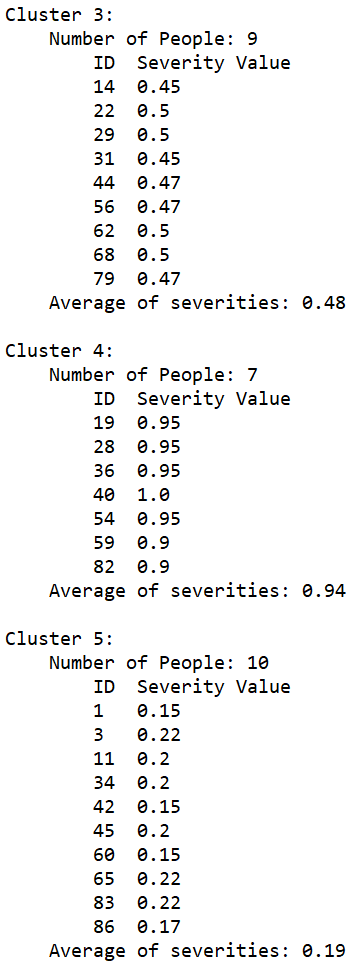 Cluster 3:
Number of People: 9
ID Severity Value
14 0.45
22 0.5
29 0.5
31 0.45
44 0.47
56 0.47
62 0.5
68 0.5
79 0.47
Average of severities: 0.48
Cluster 4:
Number of People: 7
ID Severity Value
19 0.95
28 0.95
36 0.95
40 1.0
54 0.95
59 0.9
82 0.9
Average of severities: 0.94
Cluster 5:
Number of People: 10
ID Severity Value
1 0.15
3 0.22
11 0.2
34 0.2
42 0.15
45 0.2
60 0.15
65 0.22
83 0.22
86 0.17
Average of severities: 0.19